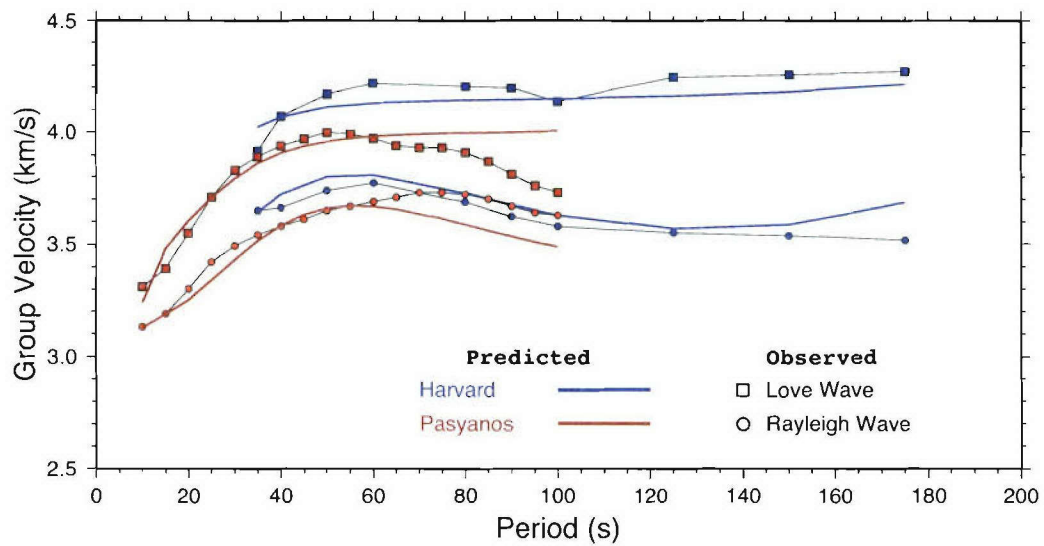 4.5
4.0
3.5
3.0
2.5
Group Velocity (km/s)
Predicted Observed
Harvard Love Wave
Pasyanos Rayleigh Wave
0 20 40 60 80 100 120 140 160 180 200
Period (s)